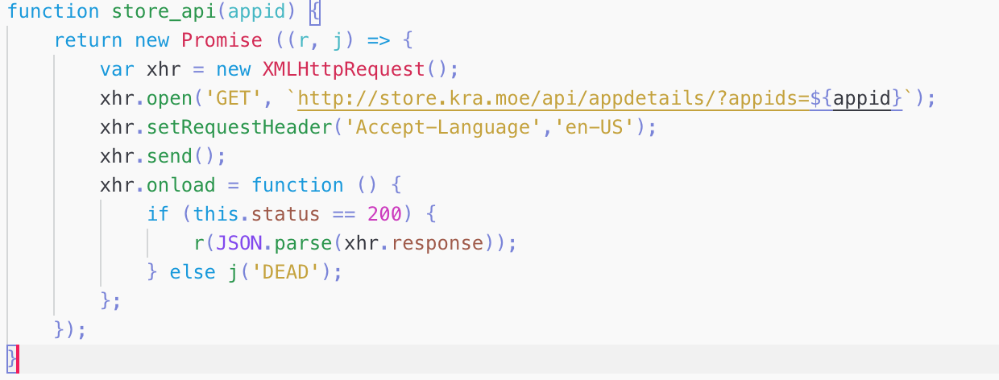 function store_api(appid) {
    return new Promise ((r, j) => {
        var xhr = new XMLHttpRequest();
        xhr.open('GET', `http://store.kra.moe/api/appdetails/?appids=${appid}`);
        xhr.setRequestHeader('Accept-Language','en-US');
        xhr.send();
        xhr.onload = function () {
            if (this.status == 200) {
                r(JSON.parse(xhr.response));
            } else j('DEAD');
        };
    });
}